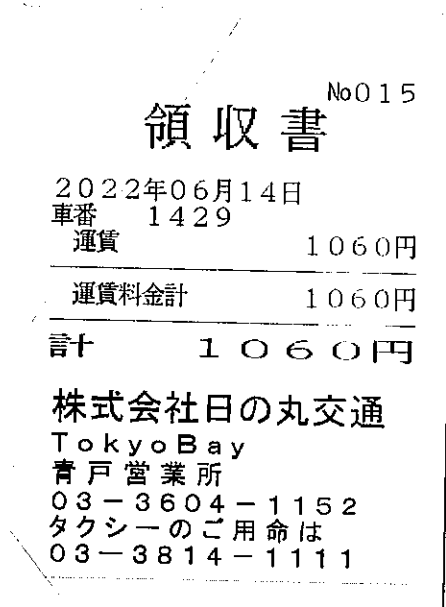 №015
領収書
2022年06月14日
車番 1429
運賃 1060円
運賃料金計 1060円
計 1060円
株式会社日の丸交通
TokyoBay
青戸営業所
03-3604-1152
タクシーのご用命は
03-3814-1111